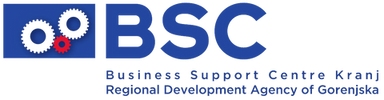 BSC
Business Support Centre Kranj
Regional Development Agency of Gorenjska